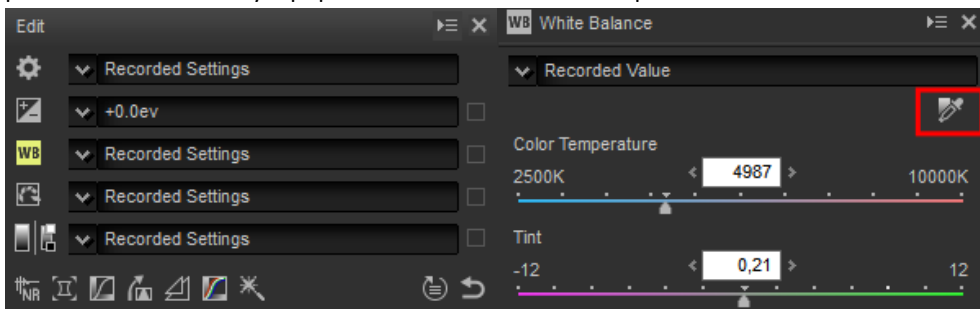 Edit
Recorded Settings
+0.0ev
WB Recorded Settings
Recorded Settings
Recorded Settings
NR
WB White Balance
Recorded Value
Color Temperature
2500K 4987 10000K
Tint
-12 0,21 12